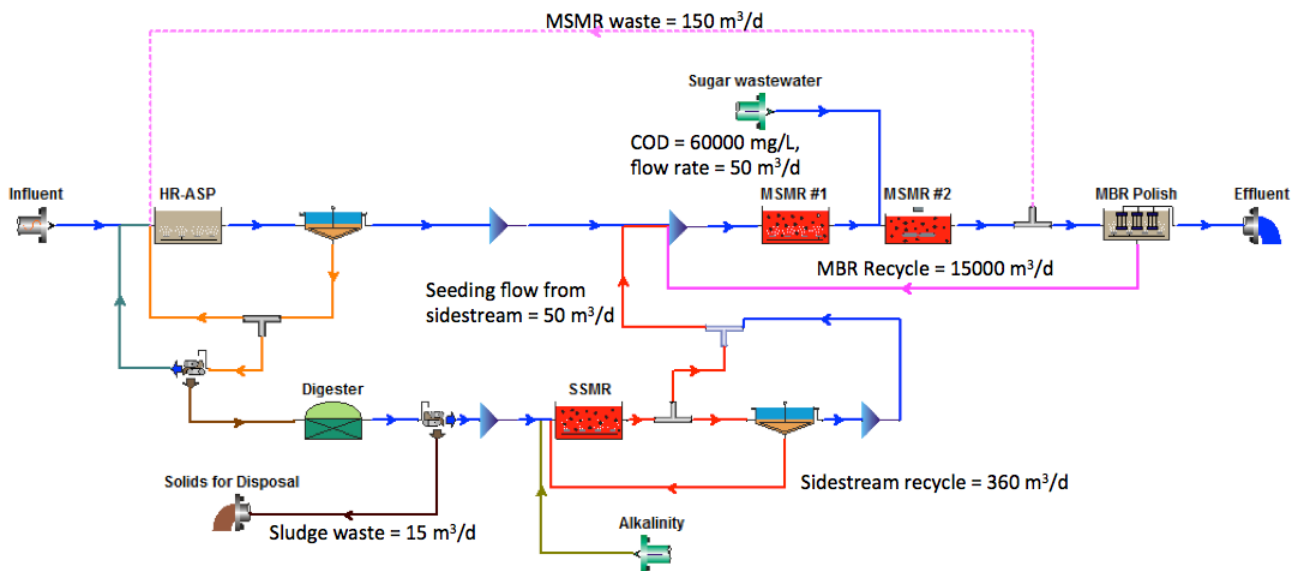 MSMR waste = 150 m³/d
Sugar wastewater
COD = 60000 mg/L,
flow rate = 50 m³/d
Influent
HR-ASP
MSMR #1
MSMR #2
MBR Polish
Effluent
MBR Recycle = 15000 m³/d
Seeding flow from
sidestream = 50 m³/d
Digester
SSMR
Solids for Disposal
Sidestream recycle = 360 m³/d
Sludge waste = 15 m³/d
Alkalinity